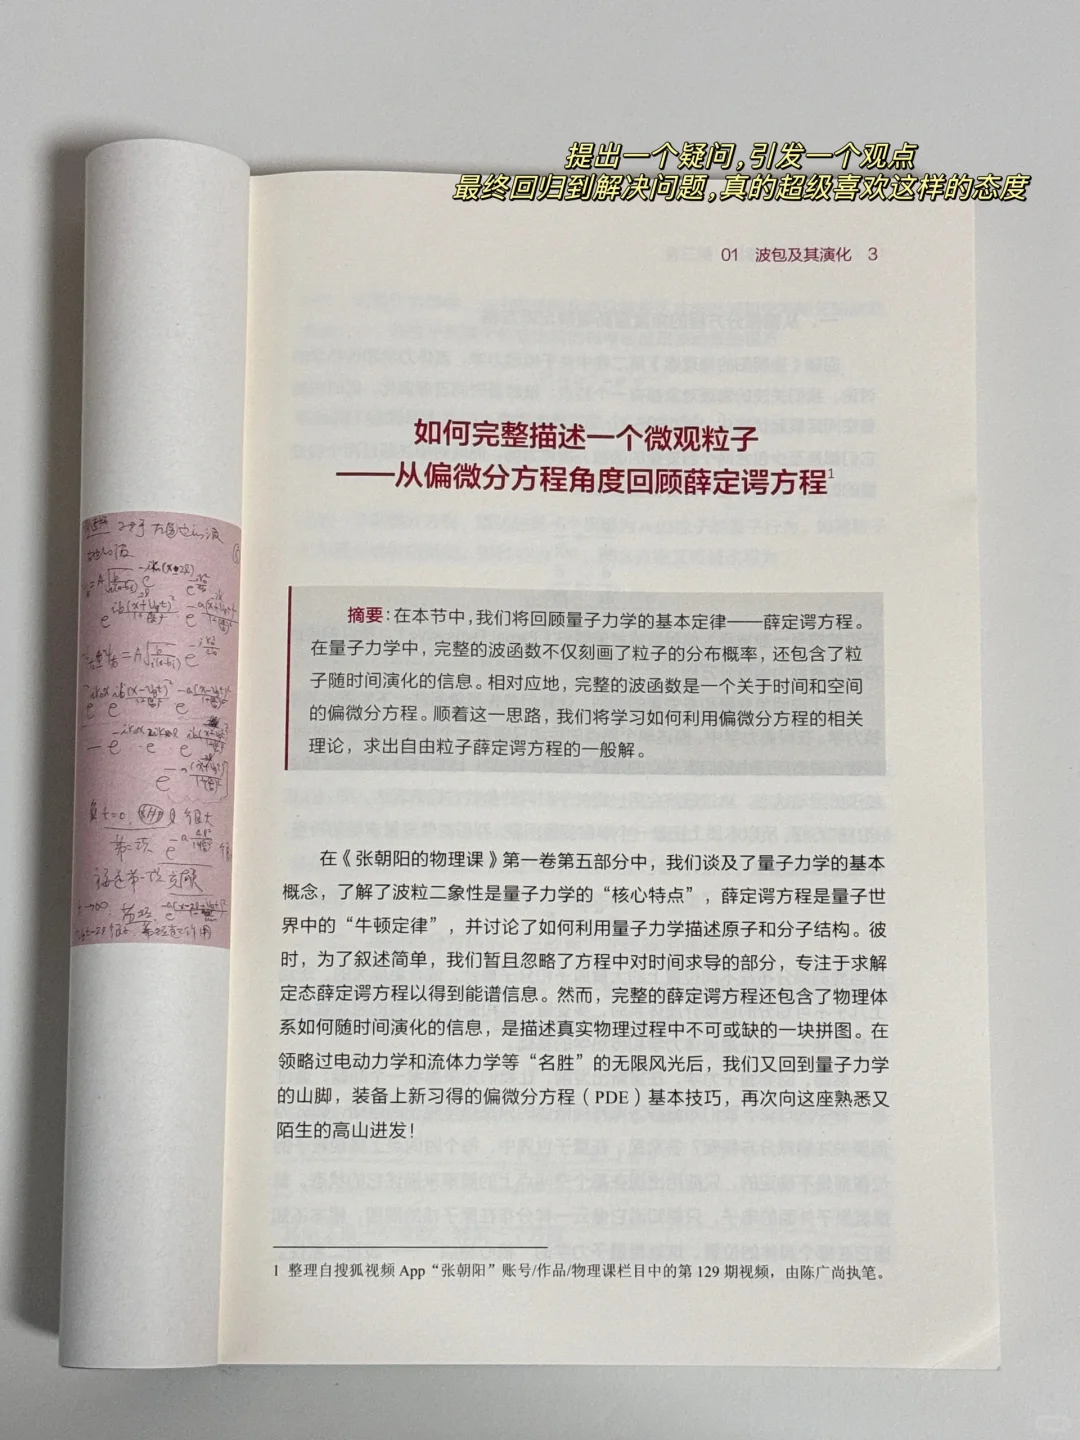 提出一个疑问,引发一个观点
最终回归到解决问题,真的超级喜欢这样的态度
01 波包及其演化 3
如何完整描述一个微观粒子
——从偏微分方程角度回顾薛定谔方程1
摘要：在本节中，我们将回顾量子力学的基本定律——薛定谔方程。
在量子力学中，完整的波函数不仅刻画了粒子的分布概率，还包含了粒
子随时间演化的信息。相对应地，完整的波函数是一个关于时间和空间
的偏微分方程。顺着这一思路，我们将学习如何利用偏微分方程的相关
理论，求出自由粒子薛定谔方程的一般解。
在《张朝阳的物理课》第一卷第五部分中，我们谈及了量子力学的基本
概念，了解了波粒二象性是量子力学的“核心特点”，薛定谔方程是量子世
界中的“牛顿定律”，并讨论了如何利用量子力学描述原子和分子结构。彼
时，为了叙述简单，我们暂且忽略了方程中对时间求导的部分，专注于求解
定态薛定谔方程以得到能谱信息。然而，完整的薛定谔方程还包含了物理体
系如何随时间演化的信息，是描述真实物理过程中不可或缺的一块拼图。在
领略过电动力学和流体力学等“名胜”的无限风光后，我们又回到量子力学
的山脚，装备上新习得的偏微分方程（PDE）基本技巧，再次向这座熟悉又
陌生的高山进发！
1 整理自搜狐视频 App“张朝阳”账号/作品/物理课栏目中的第 129 期视频，由陈广尚执笔。